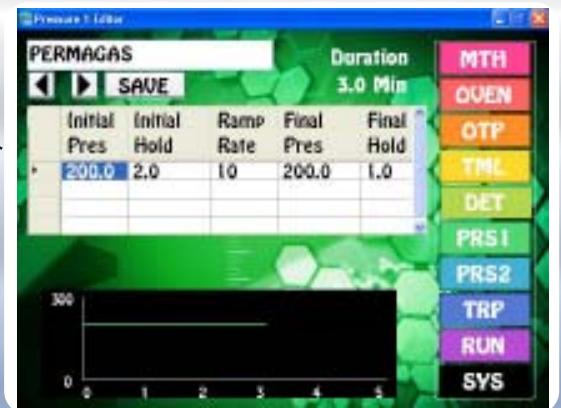 Pressure 1 Editor
PERMAGAS
Duration
3.0 Min
SAVE
Initial Pres Initial Hold Ramp Rate Final Pres Final Hold
200.0 2.0 10 200.0 1.0
300
0
0 1 2 3 4 5
MTH
OVEN
OTP
TML
DET
PRS1
PRS2
TRP
RUN
SYS